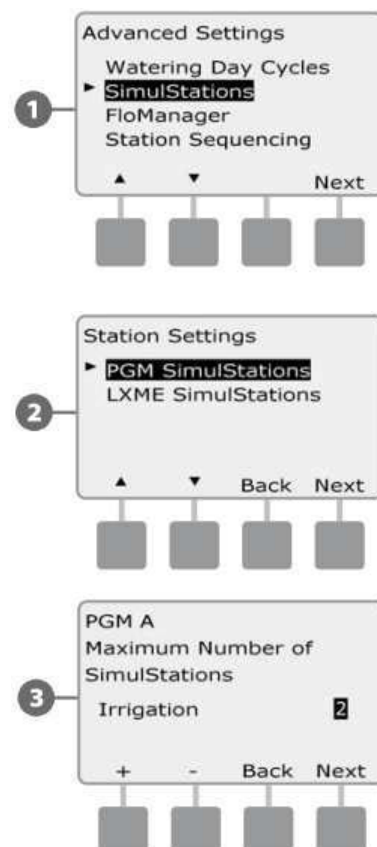 1
Advanced Settings
Watering Day Cycles
► SimulStations
FloManager
Station Sequencing
▲ ▼ Next
2
Station Settings
► PGM SimulStations
LXME SimulStations
▲ ▼ Back Next
3
PGM A
Maximum Number of
SimulStations
Irrigation 2
+ - Back Next